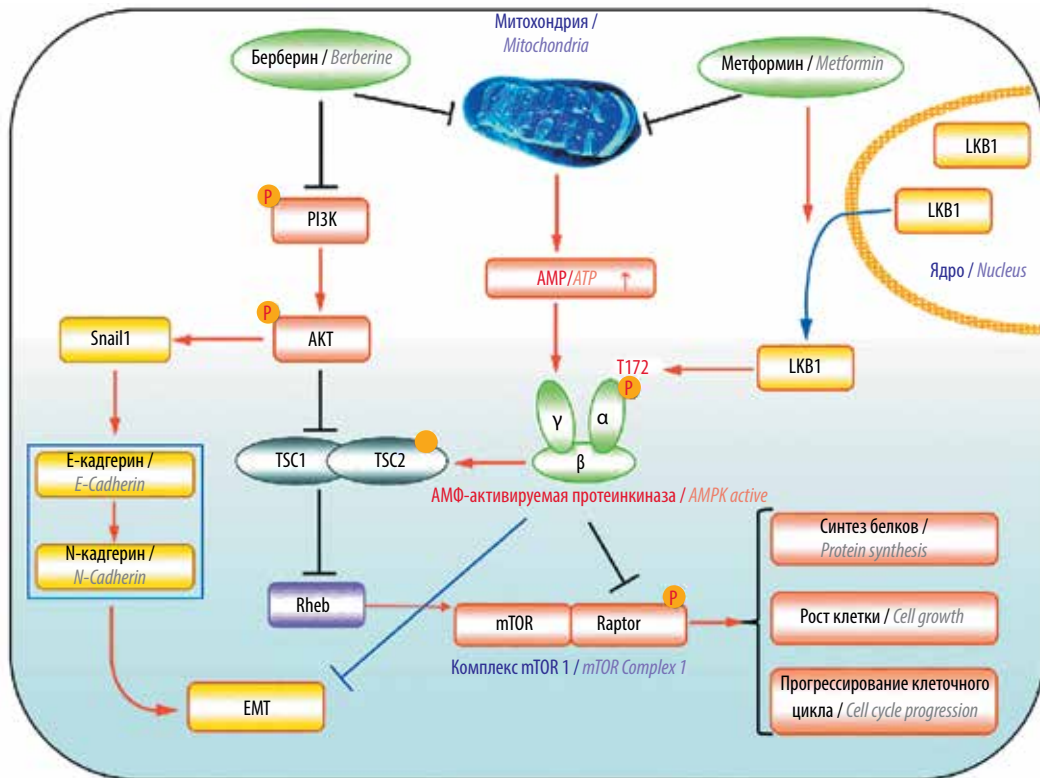 Митохондрия /
Mitochondria
Берберин / Berberine
Метформин / Metformin
LKB1
LKB1
Ядро / Nucleus
P
PI3K
AMP/ATP ↑
P
AKT
Snail1
T172
P
LKB1
γ
α
β
TSC1
TSC2
АМФ-активируемая протеинкиназа / AMPK active
Е-кадгерин /
E-Cadherin
N-кадгерин /
N-Cadherin
Rheb
mTOR
Raptor
P
Комплекс mTOR 1 / mTOR Complex 1
Синтез белков /
Protein synthesis
Рост клетки / Cell growth
Прогрессирование клеточного
цикла / Cell cycle progression
EMT